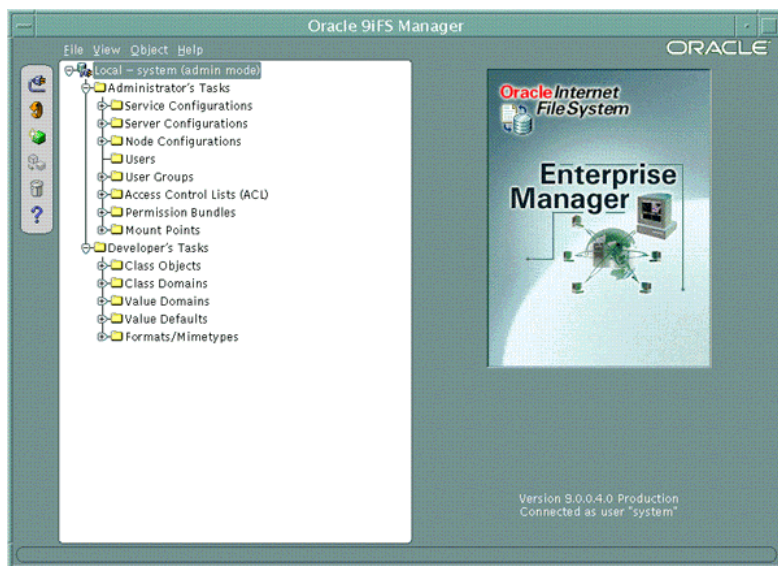 Oracle 9iFS Manager
File View Object Help
ORACLE
Local – system (admin mode)
Administrator's Tasks
Service Configurations
Server Configurations
Node Configurations
Users
User Groups
Access Control Lists (ACL)
Permission Bundles
Mount Points
Developer's Tasks
Class Objects
Class Domains
Value Domains
Value Defaults
Formats/Mimetypes
Oracle Internet
File System
Enterprise
Manager
Version 9.0.0.4.0 Production
Connected as user "system"